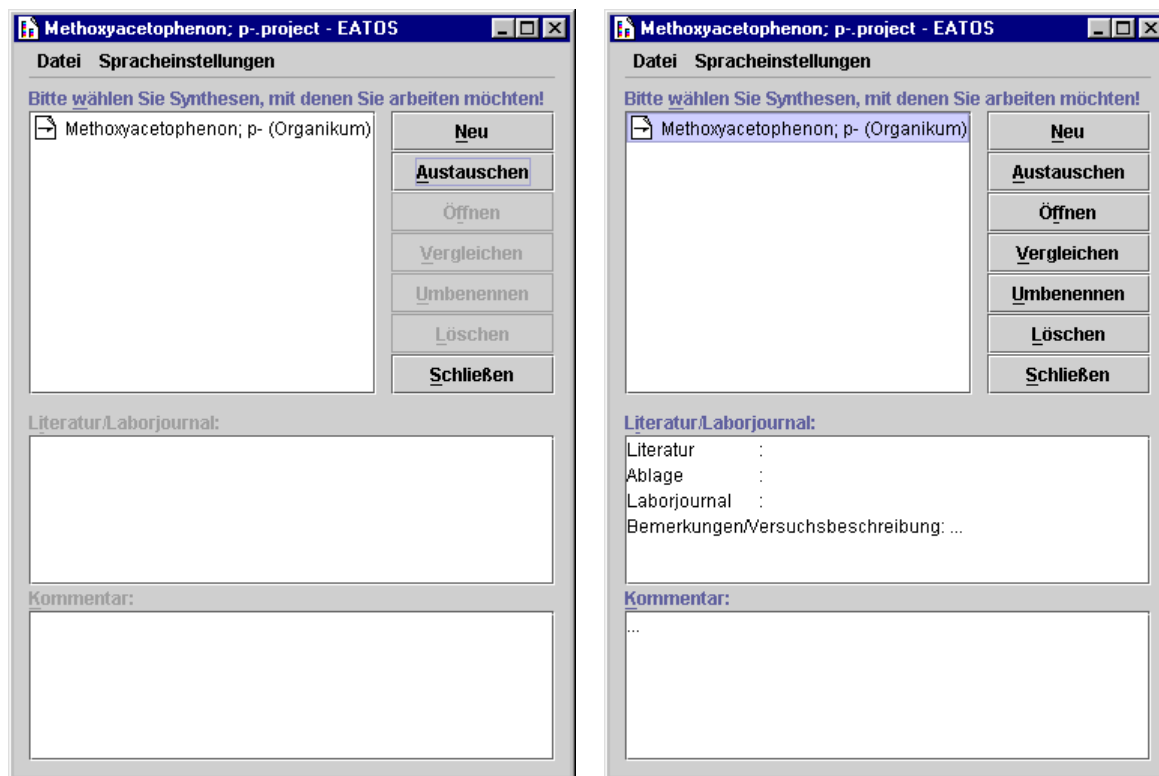 Methoxyacetophenon; p-.project - EATOS
Datei Spracheinstellungen
Bitte wählen Sie Synthesen, mit denen Sie arbeiten möchten!
Methoxyacetophenon; p- (Organikum)
Neu
Austauschen
Öffnen
Vergleichen
Umbenennen
Löschen
Schließen
Literatur/Laborjournal:
Kommentar:
Methoxyacetophenon; p-.project - EATOS
Datei Spracheinstellungen
Bitte wählen Sie Synthesen, mit denen Sie arbeiten möchten!
Methoxyacetophenon; p- (Organikum)
Neu
Austauschen
Öffnen
Vergleichen
Umbenennen
Löschen
Schließen
Literatur/Laborjournal:
Literatur :
Ablage :
Laborjournal :
Bemerkungen/Versuchsbeschreibung: ...
Kommentar:
...